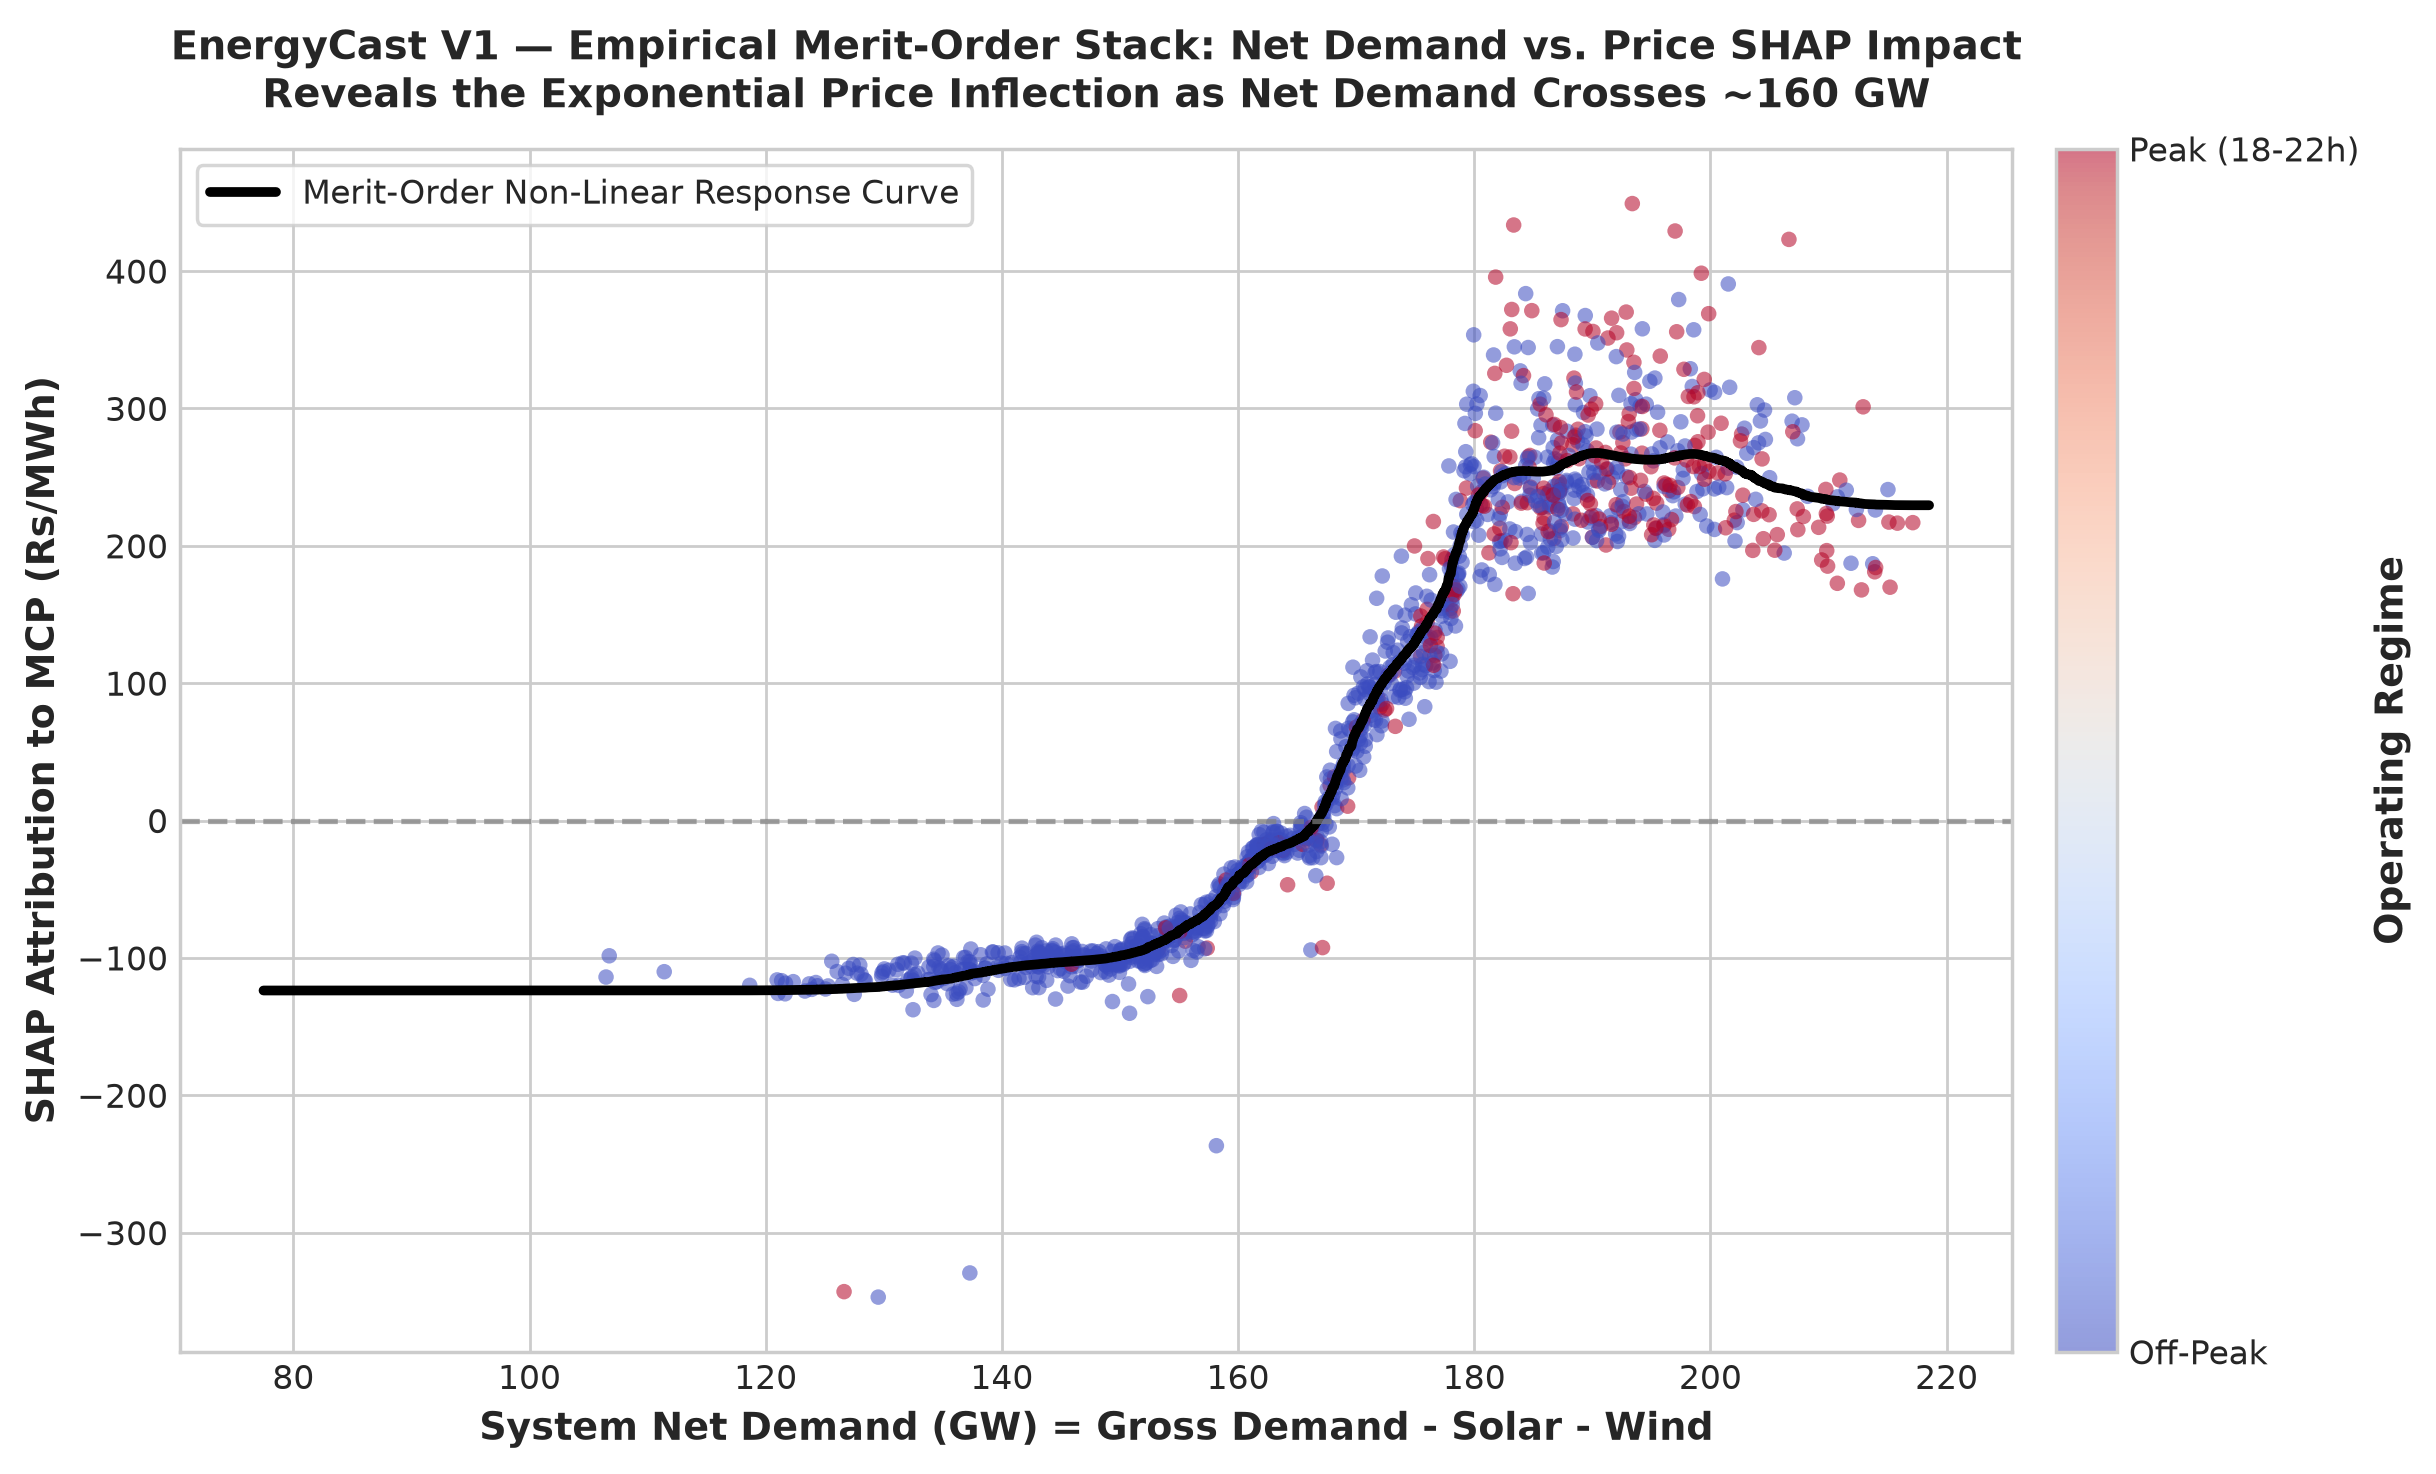 EnergyCast V1 — Empirical Merit-Order Stack: Net Demand vs. Price SHAP Impact
Reveals the Exponential Price Inflection as Net Demand Crosses ~160 GW
Merit-Order Non-Linear Response Curve
SHAP Attribution to MCP (Rs/MWh)
400
300
200
100
0
−100
−200
−300
80
100
120
140
160
180
200
220
System Net Demand (GW) = Gross Demand - Solar - Wind
Peak (18-22h)
Off-Peak
Operating Regime